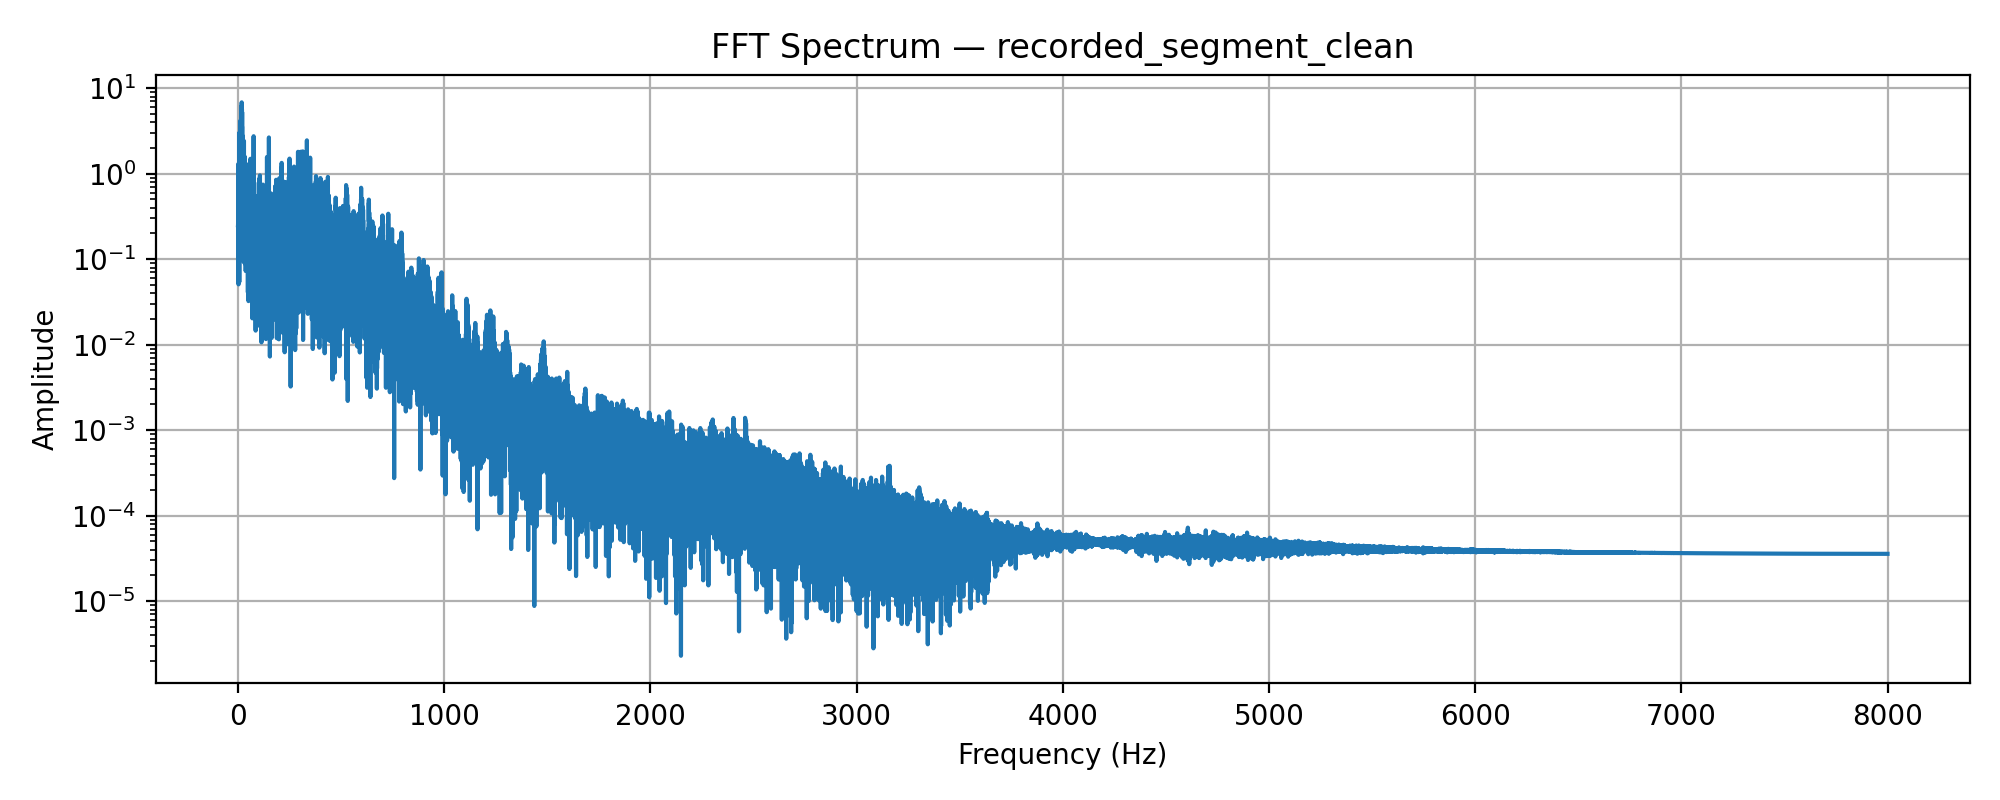 FFT Spectrum — recorded_segment_clean
Amplitude
10¹
10⁰
10⁻¹
10⁻²
10⁻³
10⁻⁴
10⁻⁵
0 1000 2000 3000 4000 5000 6000 7000 8000
Frequency (Hz)